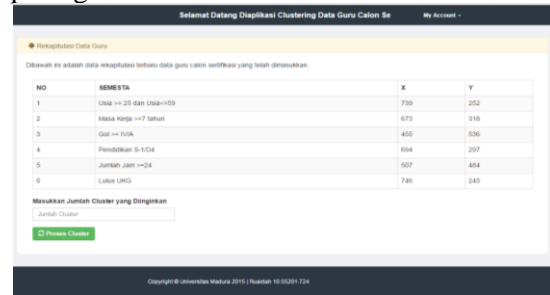 Selamat Datang Diaplikasi Clustering Data Guru Calon Se
My Account
Rekapitulasi Data Guru
Dibawah ini adalah data rekapitulasi terbaru data guru calon sertifikasi yang telah dimasukkan
NO SEMESTA X Y
1 Usia >= 25 dan Usia<=59 739 252
2 Masa Kerja >=7 tahun 673 318
3 Gol >= IV/A 455 536
4 Pendidikan S-1/D4 694 297
5 Jumlah Jam >=24 507 484
6 Lulus UKG 746 245
Masukkan Jumlah Cluster yang Diinginkan
Jumlah Cluster
Proses Cluster
Copyright © Universitas Madura 2015 | Ruaidah 10.55201.724